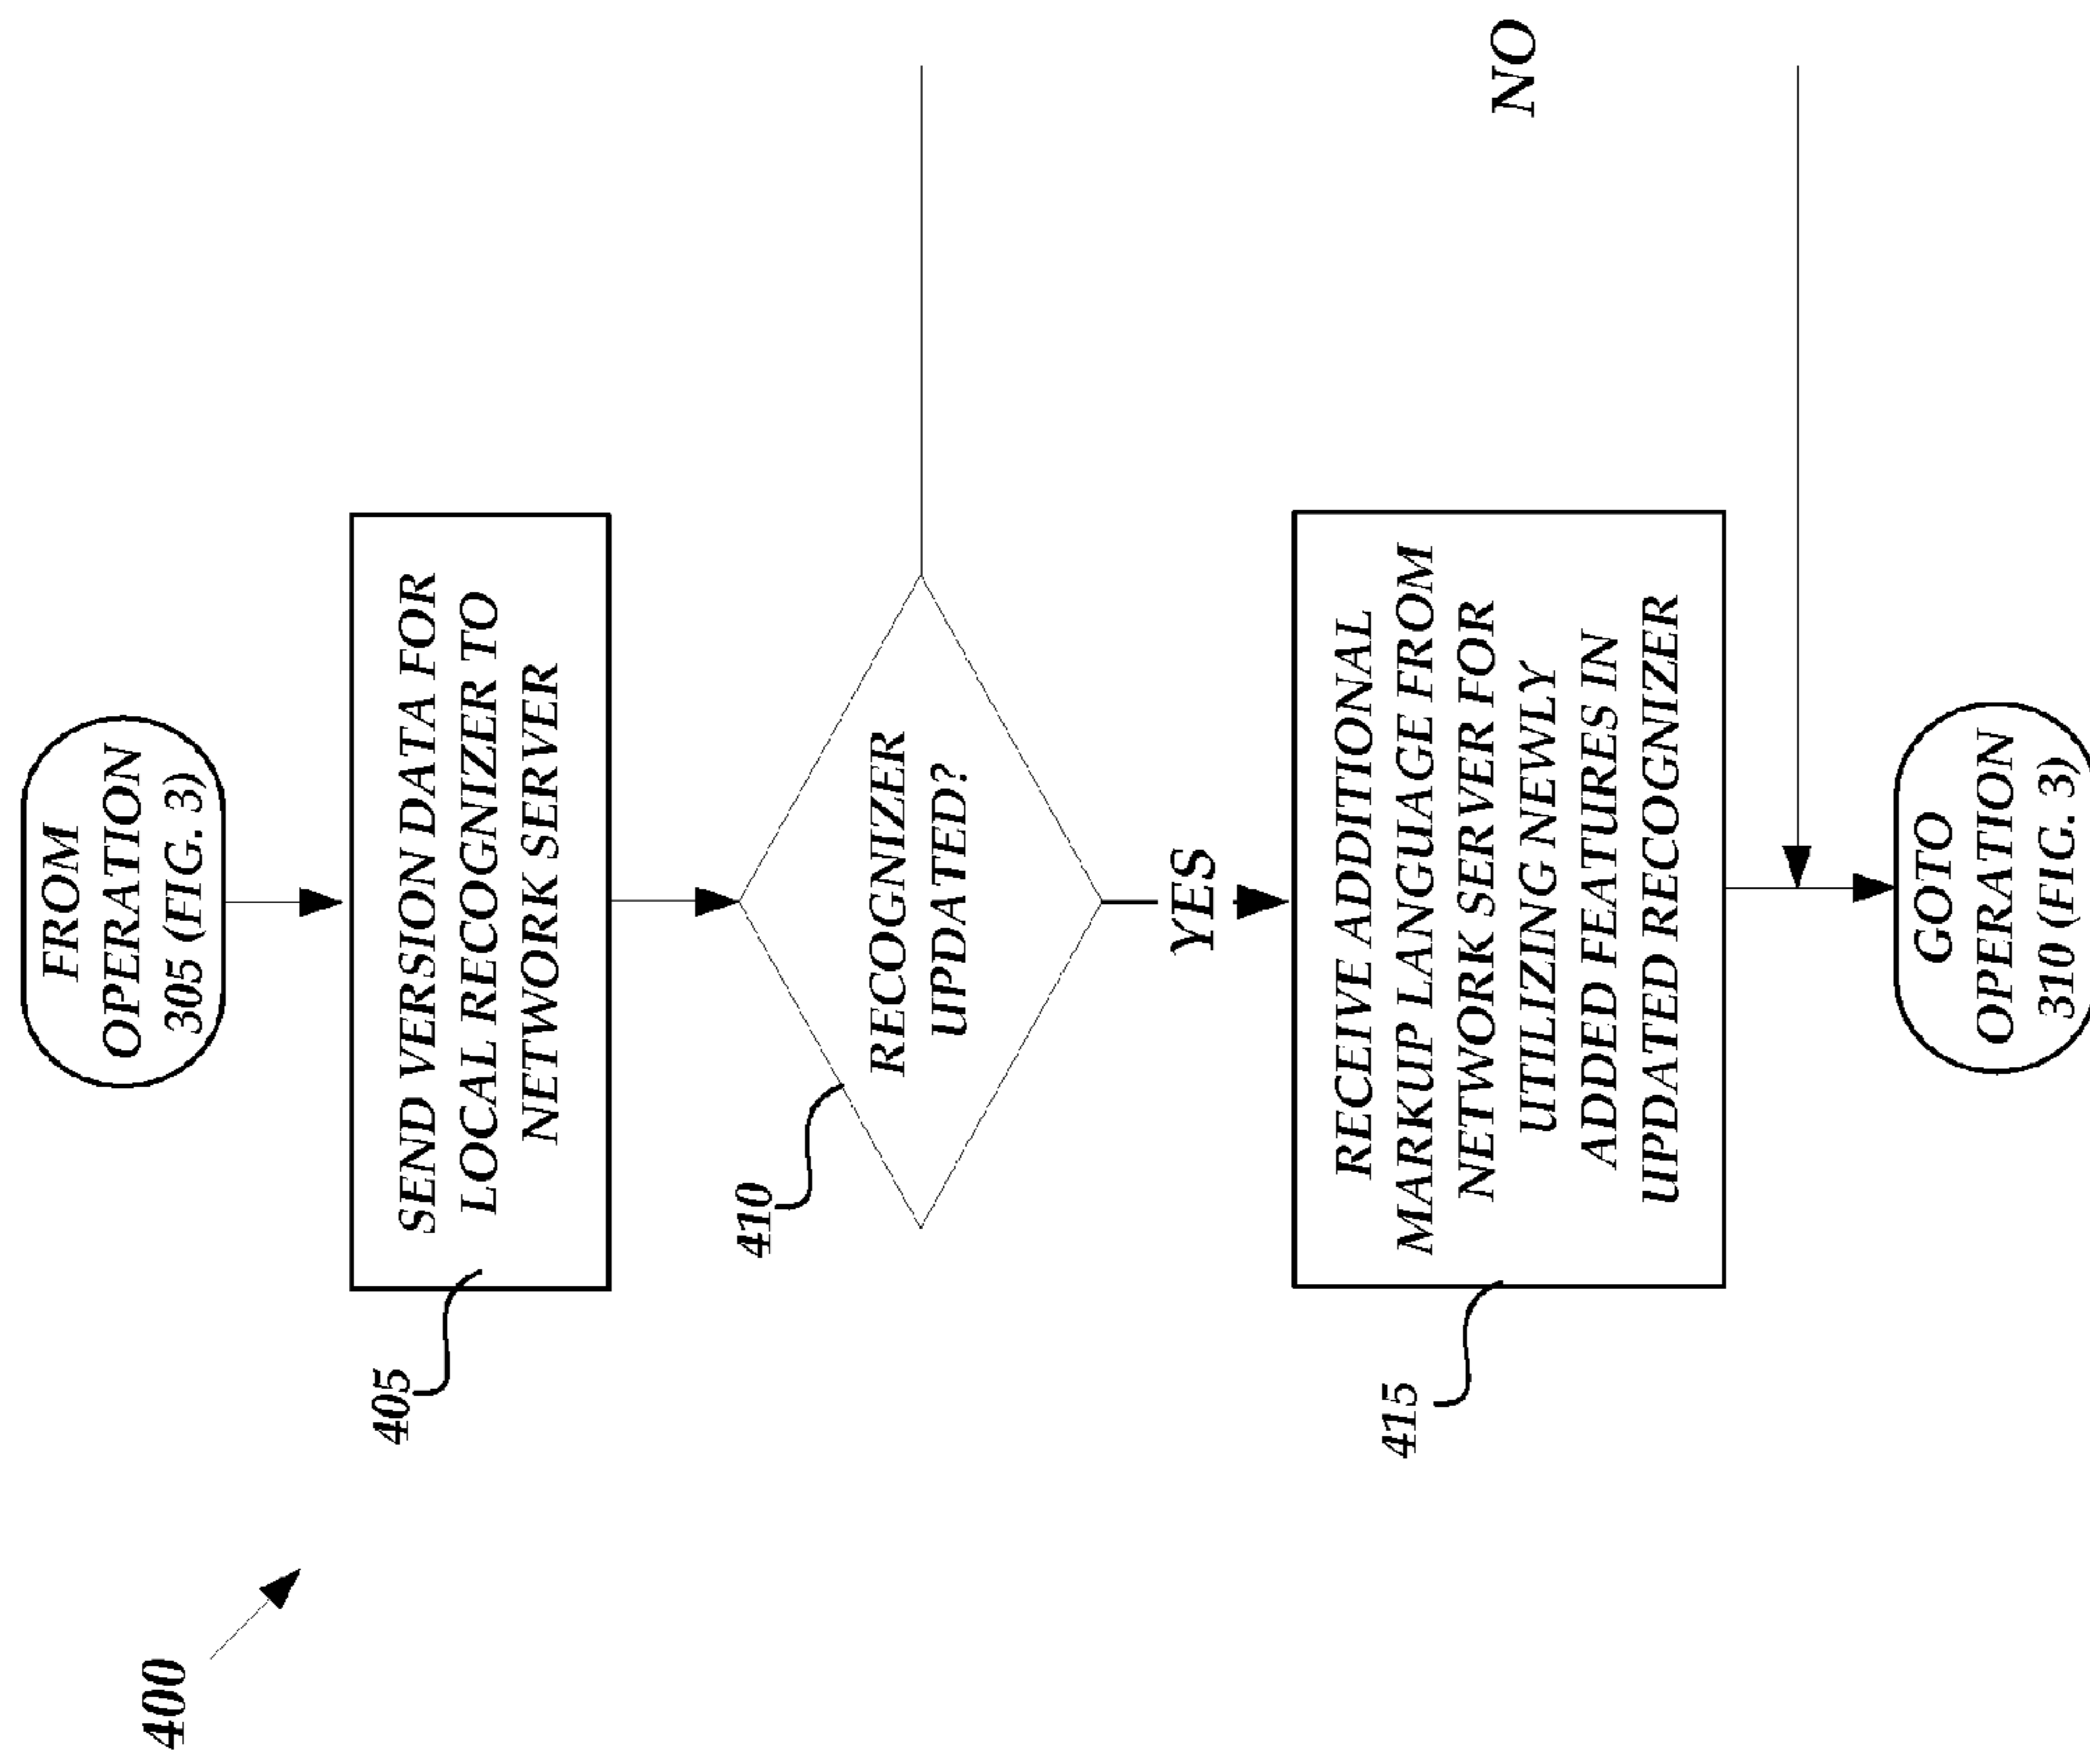 400
FROM
OPERATION
305 (FIG. 3)
405
SEND VERSION DATA FOR
LOCAL RECOGNIZER TO
NETWORK SERVER
410
RECOGNIZER
UPDATED?
YES
NO
415
RECEIVE ADDITIONAL
MARKUP LANGUAGE FROM
NETWORK SERVER FOR
UTILIZING NEWLY
ADDED FEATURES IN
UPDATED RECOGNIZER
GOTO
OPERATION
310 (FIG. 3)